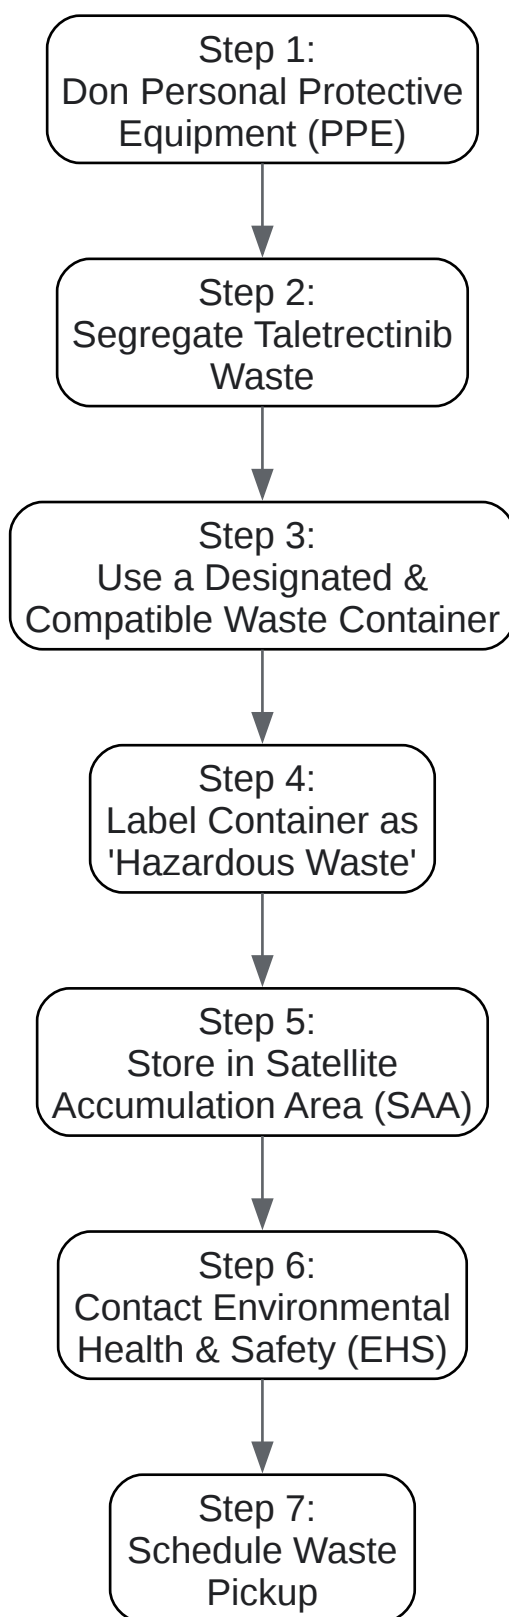 Step 1:
Don Personal Protective
Equipment (PPE)
Step 2:
Segregate Taletrectinib
Waste
Step 3:
Use a Designated &
Compatible Waste Container
Step 4:
Label Container as
'Hazardous Waste'
Step 5:
Store in Satellite
Accumulation Area (SAA)
Step 6:
Contact Environmental
Health & Safety (EHS)
Step 7:
Schedule Waste
Pickup